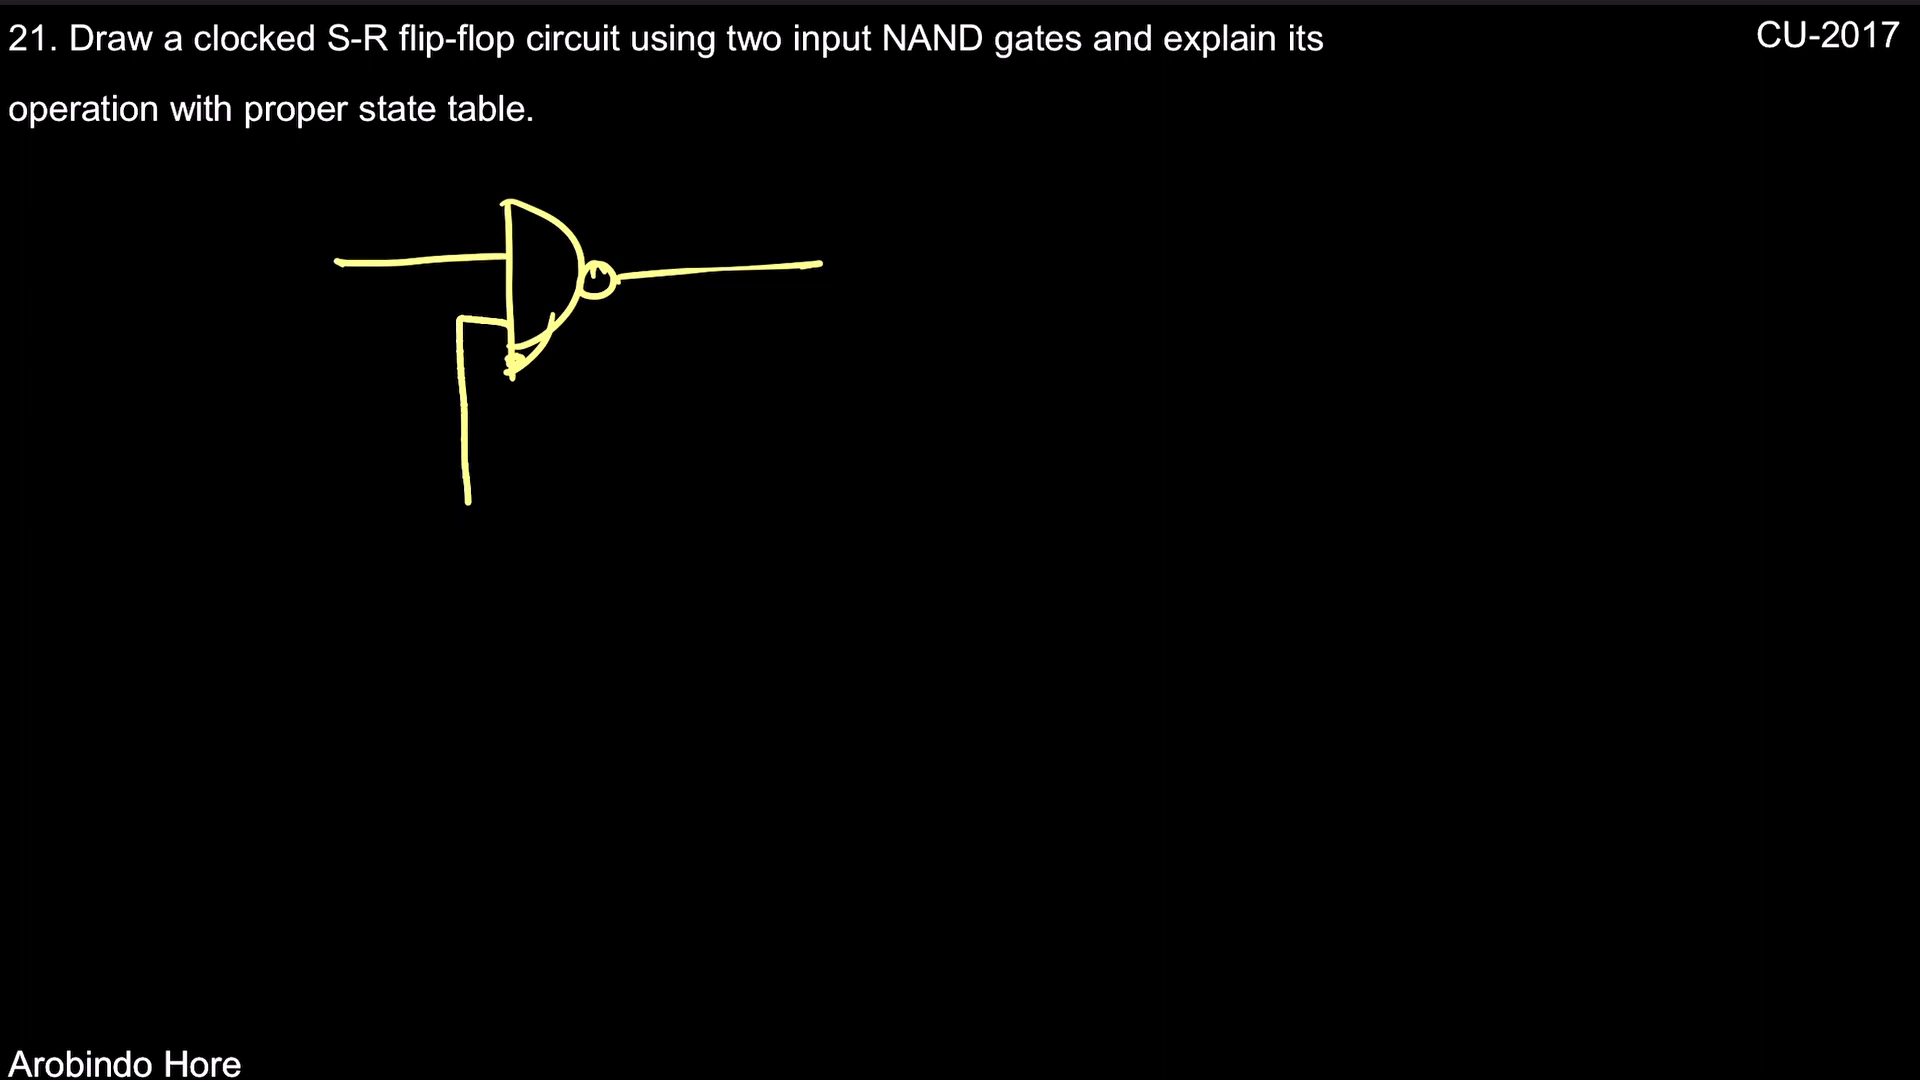 21. Draw a clocked S-R flip-flop circuit using two input NAND gates and explain its
CU-2017
operation with proper state table.
Arobindo Hore